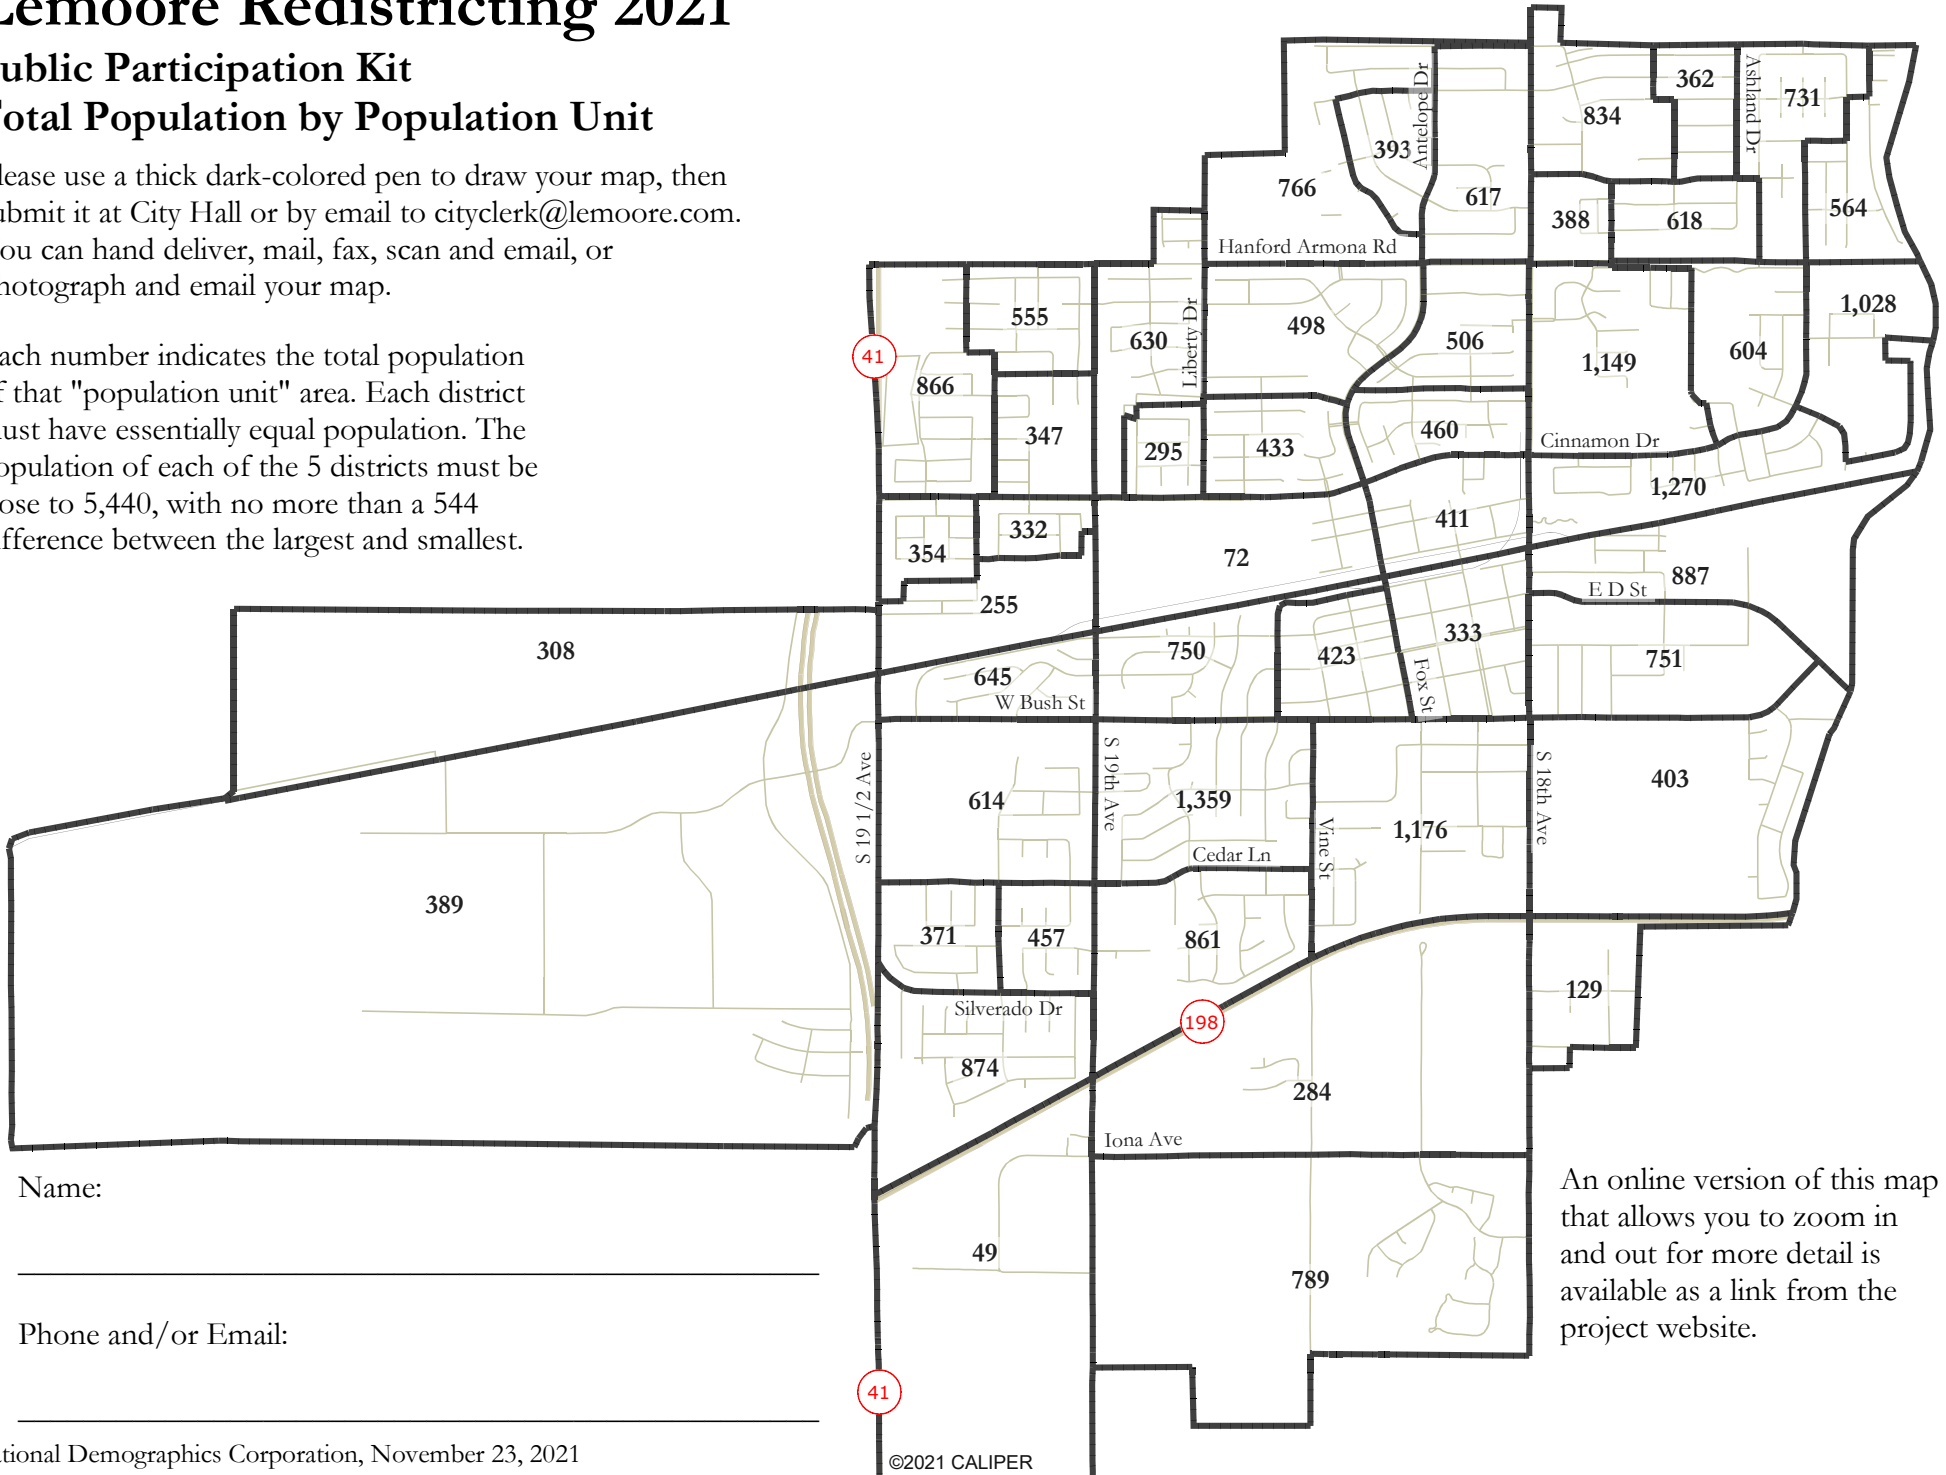 Lemoore Redistricting 2021
ublic Participation Kit
otal Population by Population Unit
lease use a thick dark-colored pen to draw your map, then
ubmit it at City Hall or by email to cityclerk@lemoore.com.
ou can hand deliver, mail, fax, scan and email, or
hotograph and email your map.
ach number indicates the total population
f that "population unit" area. Each district
ust have essentially equal population. The
opulation of each of the 5 districts must be
ose to 5,440, with no more than a 544
ifference between the largest and smallest.
362
Ashland Dr
731
834
Antelope Dr
393
766
617
388
618
564
Hanford Armona Rd
1,028
555
498
630
Liberty Dr
506
1,149
604
41
866
347
460
433
295
Cinnamon Dr
1,270
411
332
354
72
887
E D St
255
333
308
750
423
751
645
W Bush St
Fox St
S 19 1/2 Ave
S 19th Ave
S 18th Ave
403
614
1,359
1,176
Vine St
Cedar Ln
389
371
457
861
129
Silverado Dr
198
874
284
Iona Ave
49
789
Name:
An online version of this map
that allows you to zoom in
and out for more detail is
available as a link from the
project website.
Phone and/or Email:
41
ational Demographics Corporation, November 23, 2021
©2021 CALIPER